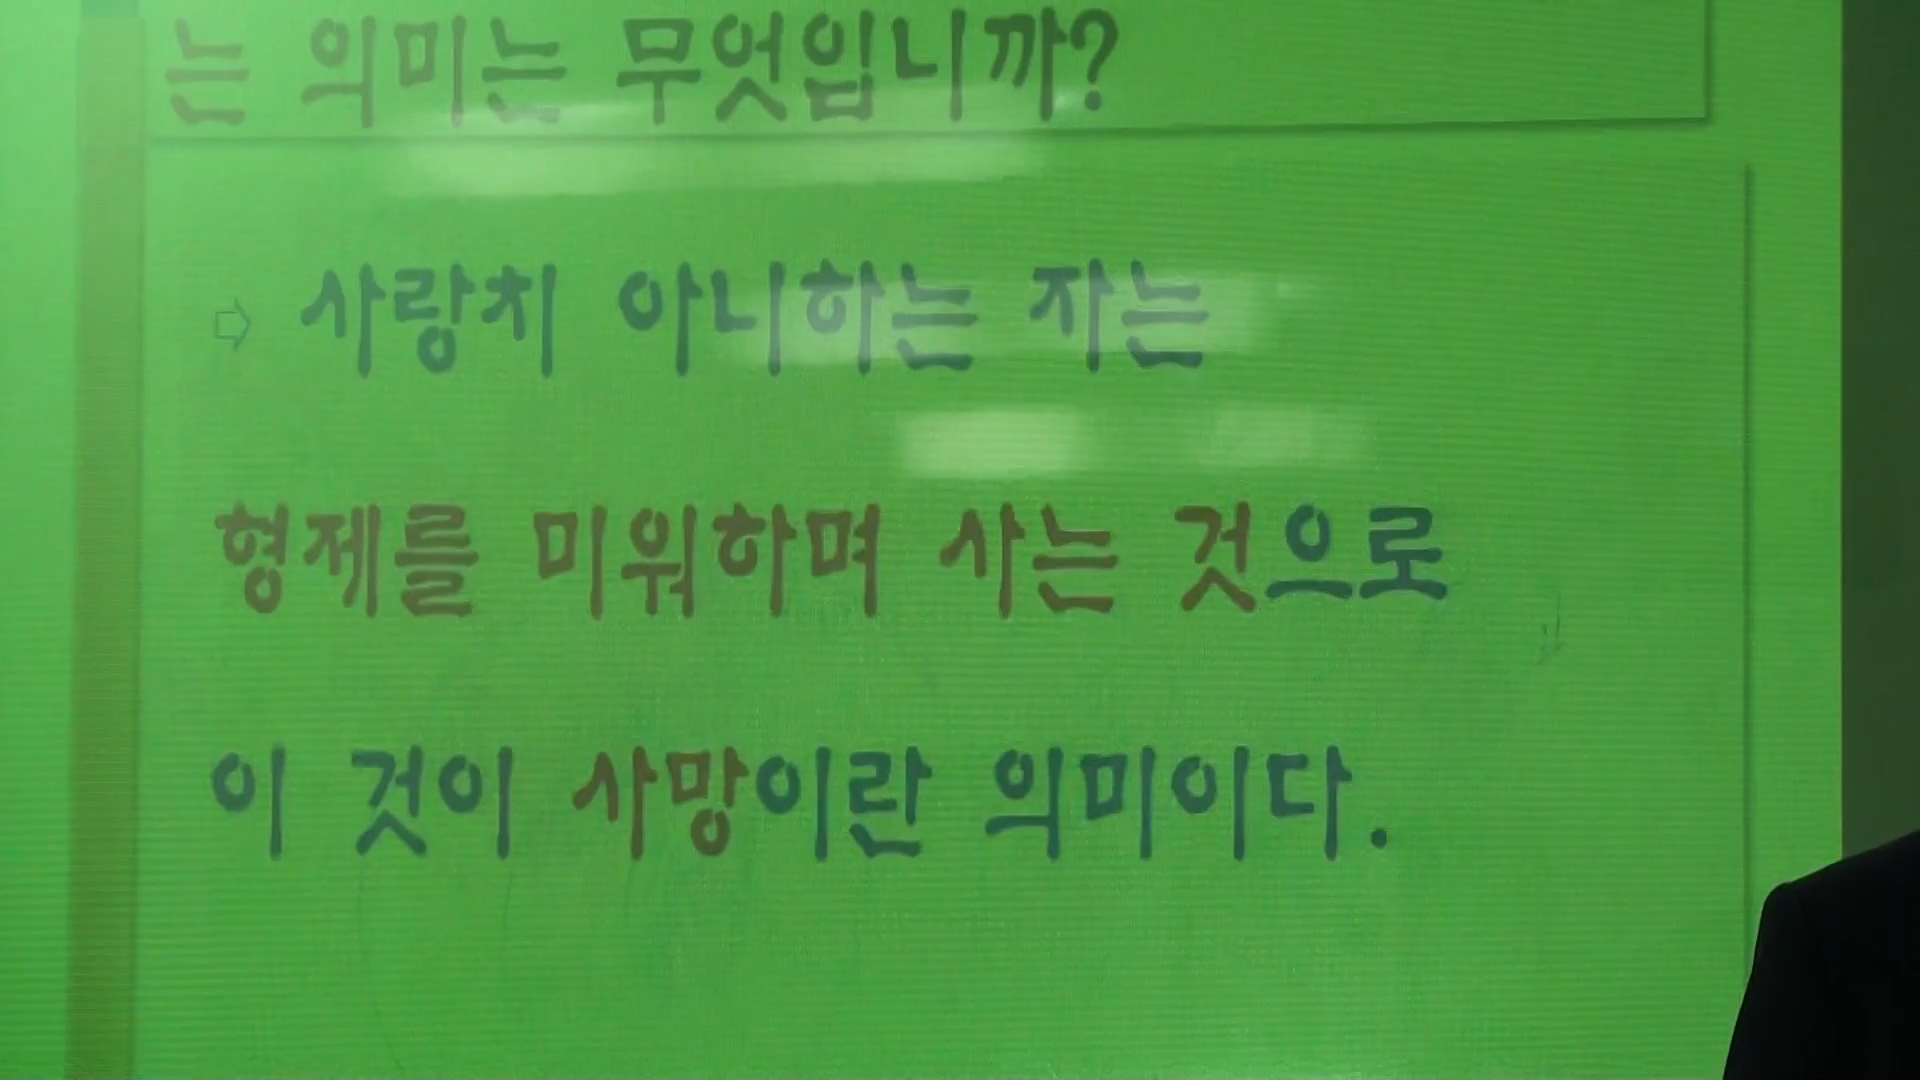 는 의미는 무엇입니까?
⇨ 사랑치 아니하는 자는
형제를 미워하며 사는 것으로
이 것이 사망이란 의미이다.